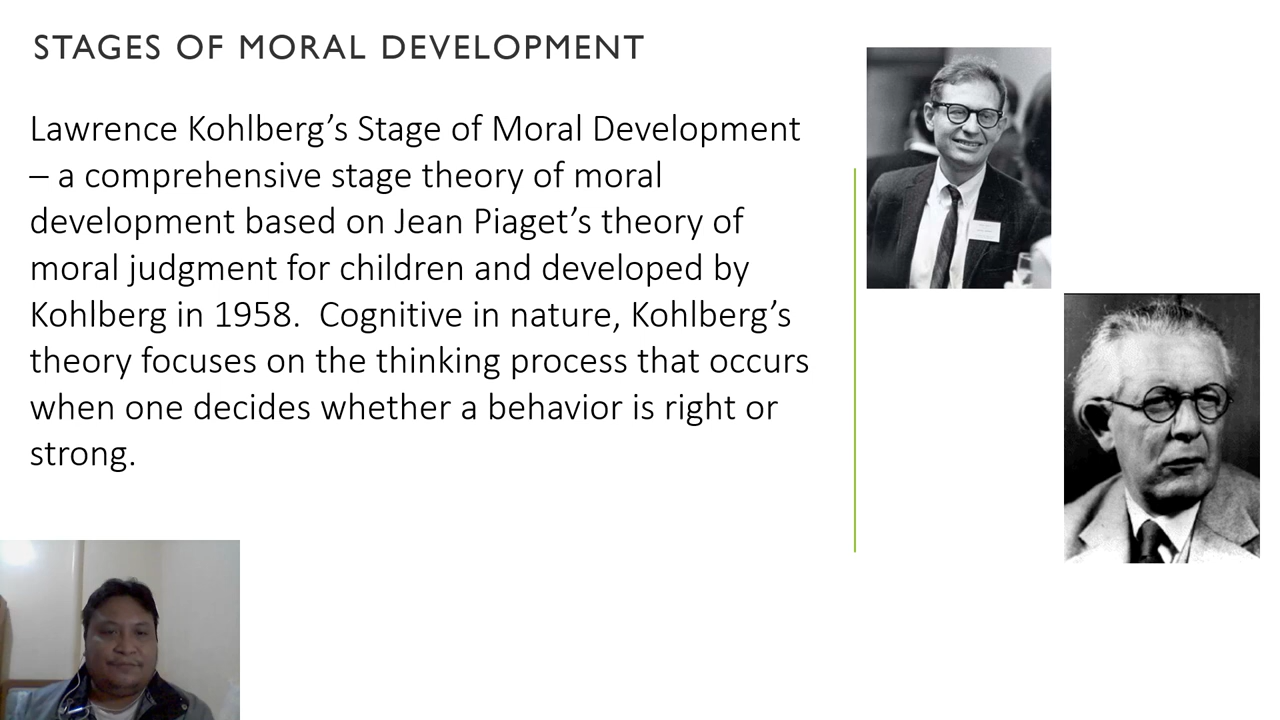 STAGES OF MORAL DEVELOPMENT
Lawrence Kohlberg’s Stage of Moral Development
– a comprehensive stage theory of moral
development based on Jean Piaget’s theory of
moral judgment for children and developed by
Kohlberg in 1958.  Cognitive in nature, Kohlberg’s
theory focuses on the thinking process that occurs
when one decides whether a behavior is right or
strong.